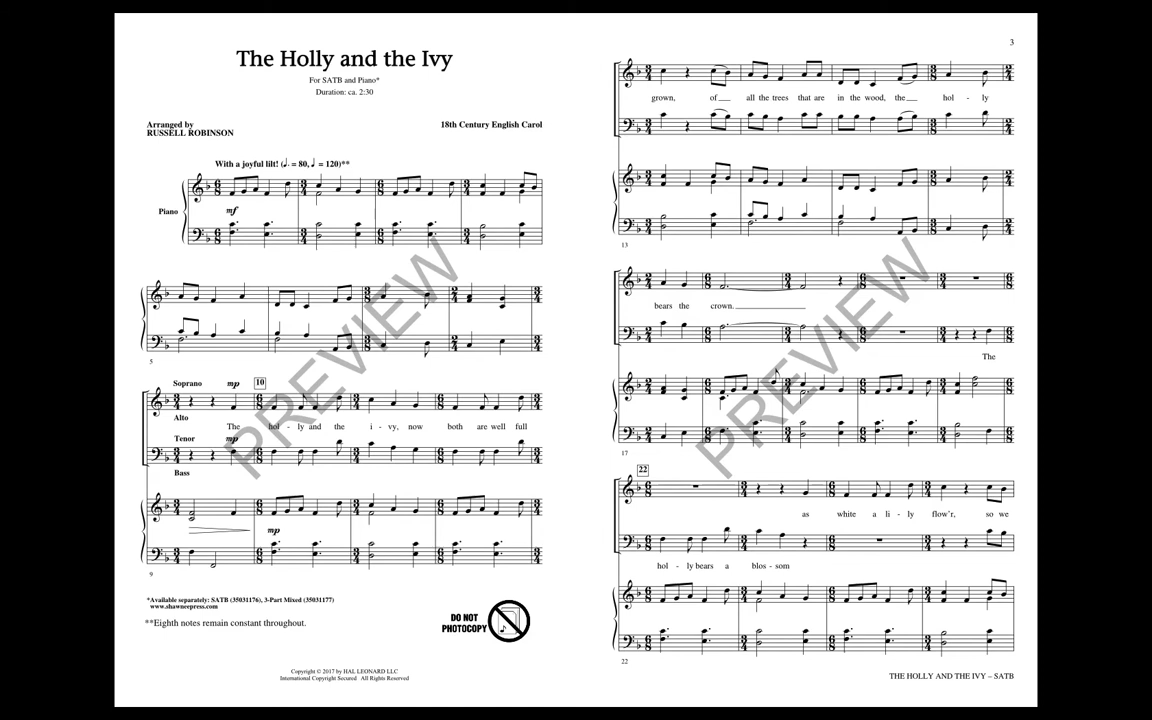 The Holly and the Ivy
For SATB and Piano*
Duration: ca. 2:30
Arranged by
RUSSELL ROBINSON
18th Century English Carol
With a joyful lilt! (♩. = 80, ♩ = 120)**
Piano
mf
5
Soprano mp 10
Alto
The hol - ly and the i - vy, now both are well full
Tenor mp
Bass
mp
9
*Available separately: SATB (35031176), 3-Part Mixed (35031177)
www.shawneepress.com
**Eighth notes remain constant throughout.
DO NOT
PHOTOCOPY
Copyright © 2017 by HAL LEONARD LLC
International Copyright Secured All Rights Reserved
PREVIEW
3
grown, of all the trees that are in the wood, the hol - ly
13
bears the crown.
The
17
22
as white a li - ly flow'r, so we
hol - ly bears a blos - som
22
THE HOLLY AND THE IVY – SATB
PREVIEW